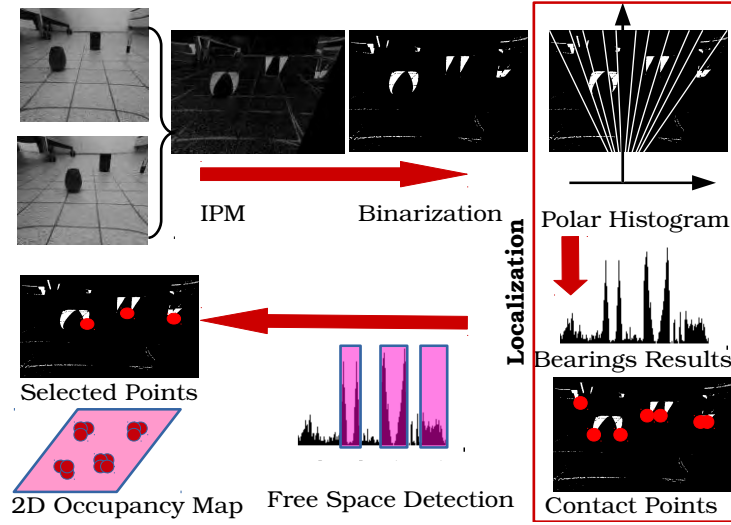 IPM
Binarization
Polar Histogram
Localization
Bearings Results
Selected Points
2D Occupancy Map
Free Space Detection
Contact Points